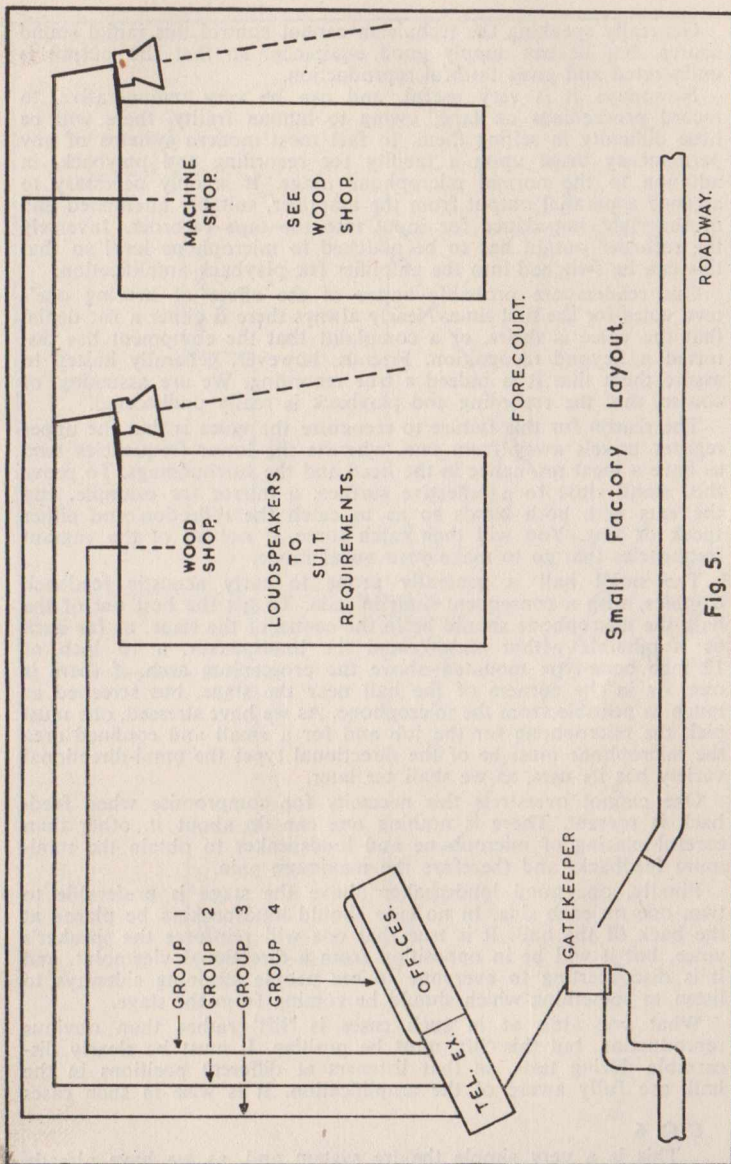 GROUP 1
GROUP 2
GROUP 3
GROUP 4
OFFICES.
TEL. EX.
WOOD
SHOP.
LOUDSPEAKERS
TO
SUIT
REQUIREMENTS.
MACHINE
SHOP.
SEE
WOOD
SHOP.
FORECOURT.
GATEKEEPER
ROADWAY.
Small Factory Layout.
Fig. 5.